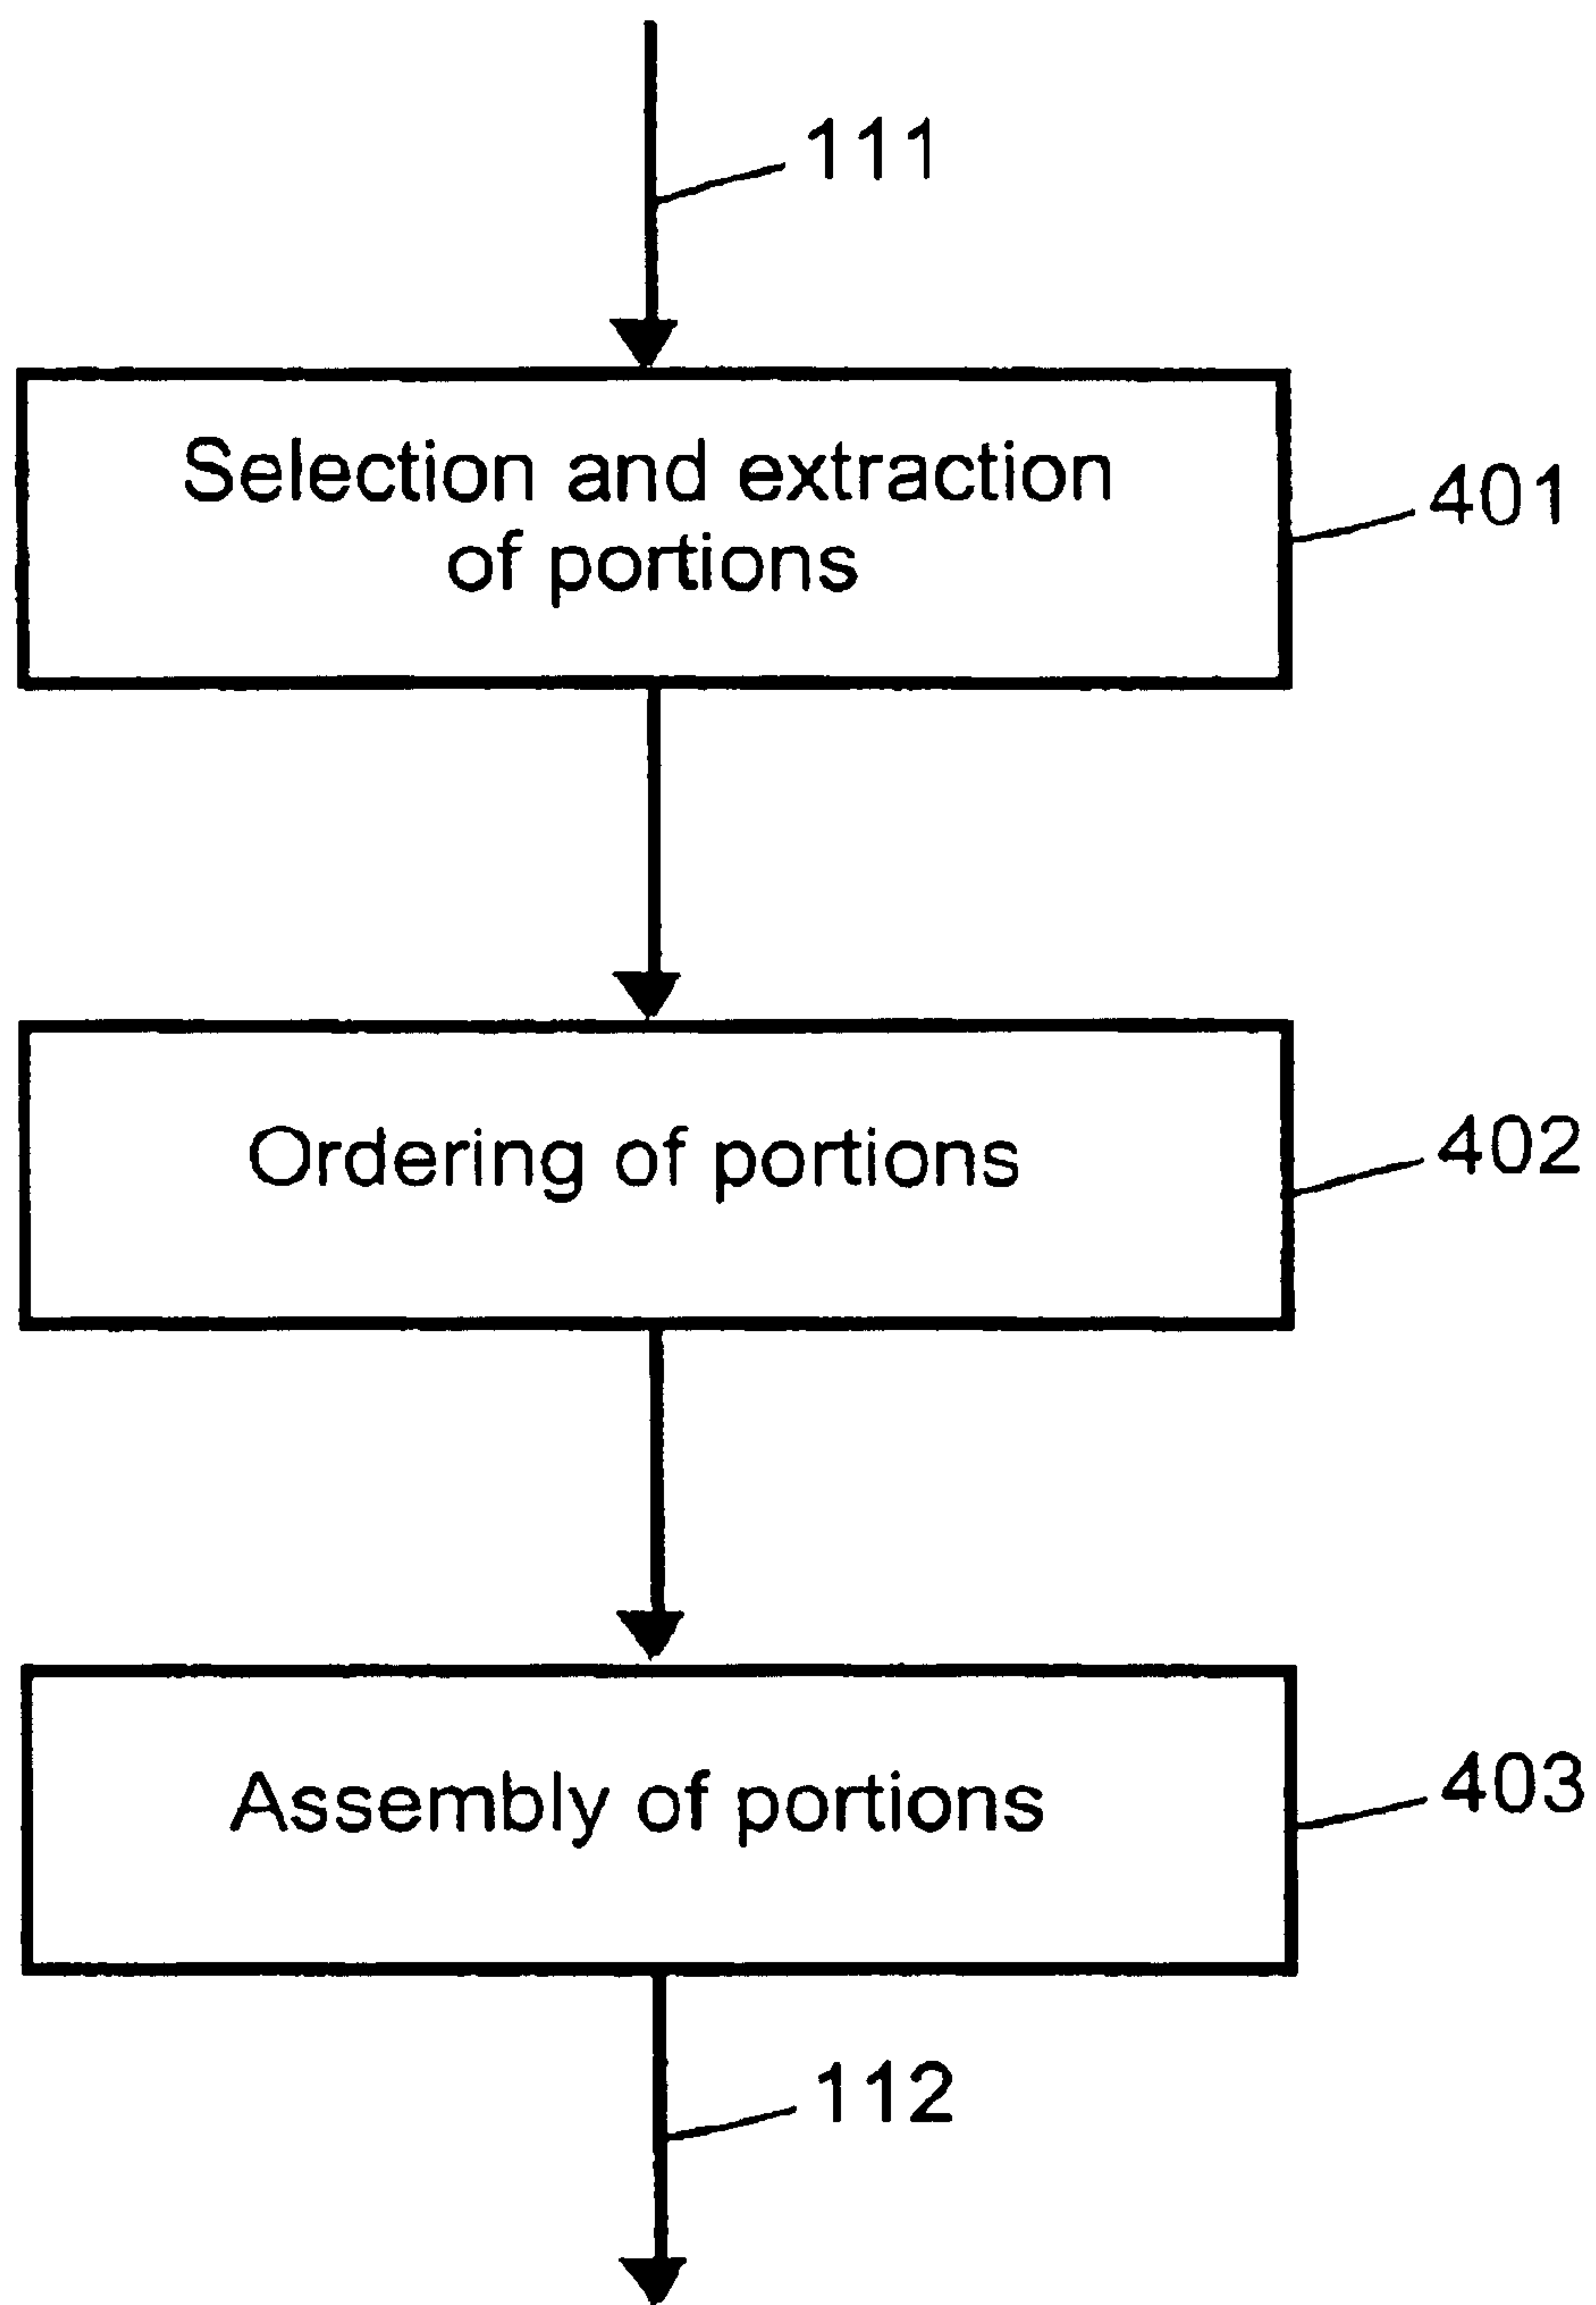 111
Selection and extraction
of portions
401
Ordering of portions
402
Assembly of portions
403
112